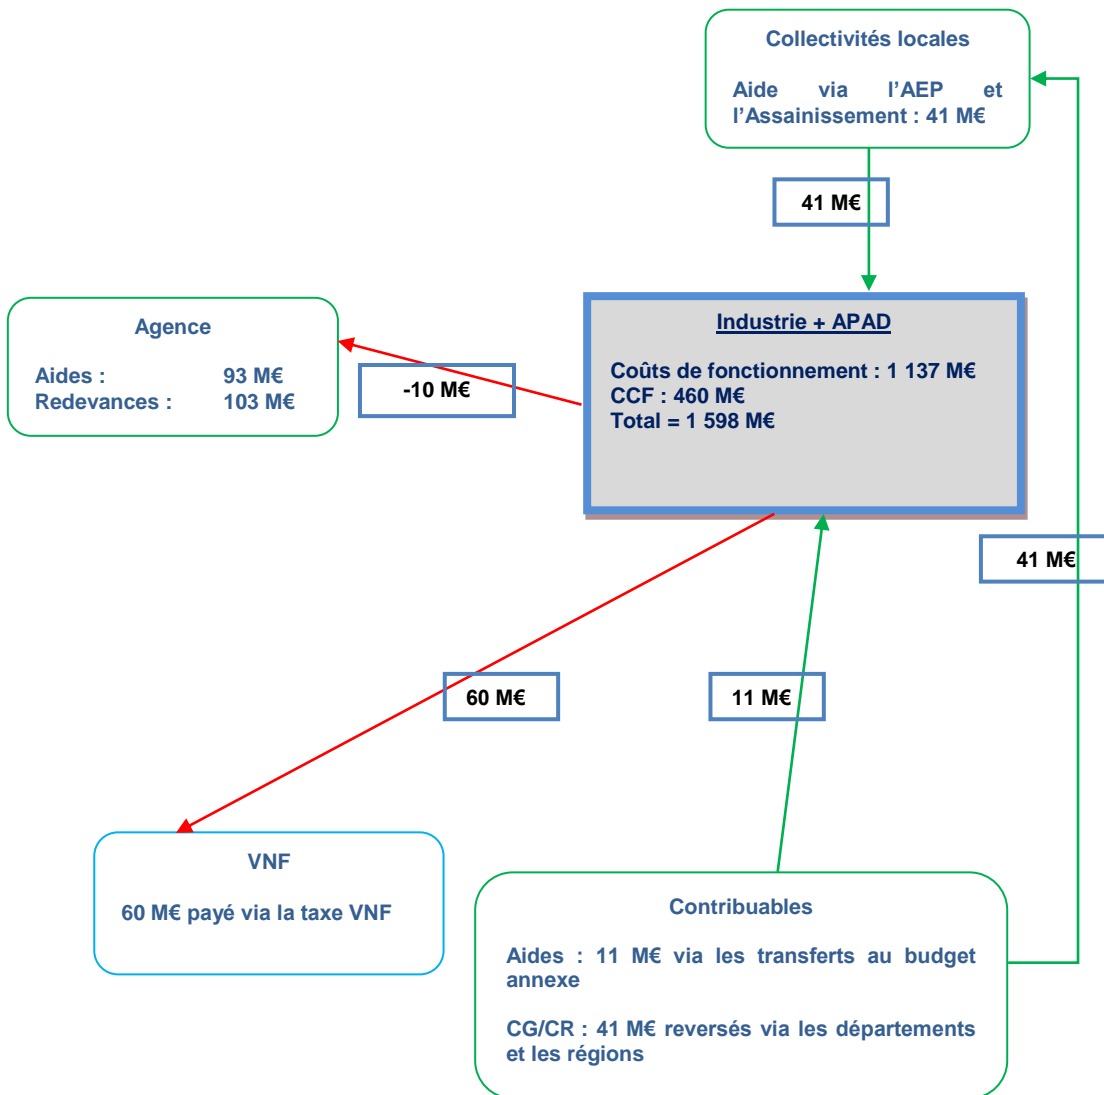 Collectivités locales
Aide via l'AEP et
l'Assainissement : 41 M€
41 M€
Agence
Aides : 93 M€
Redevances : 103 M€
-10 M€
Industrie + APAD
Coûts de fonctionnement : 1 137 M€
CCF : 460 M€
Total = 1 598 M€
41 M€
60 M€
11 M€
VNF
60 M€ payé via la taxe VNF
Contribuables
Aides : 11 M€ via les transferts au budget
annexe
CG/CR : 41 M€ reversés via les départements
et les régions